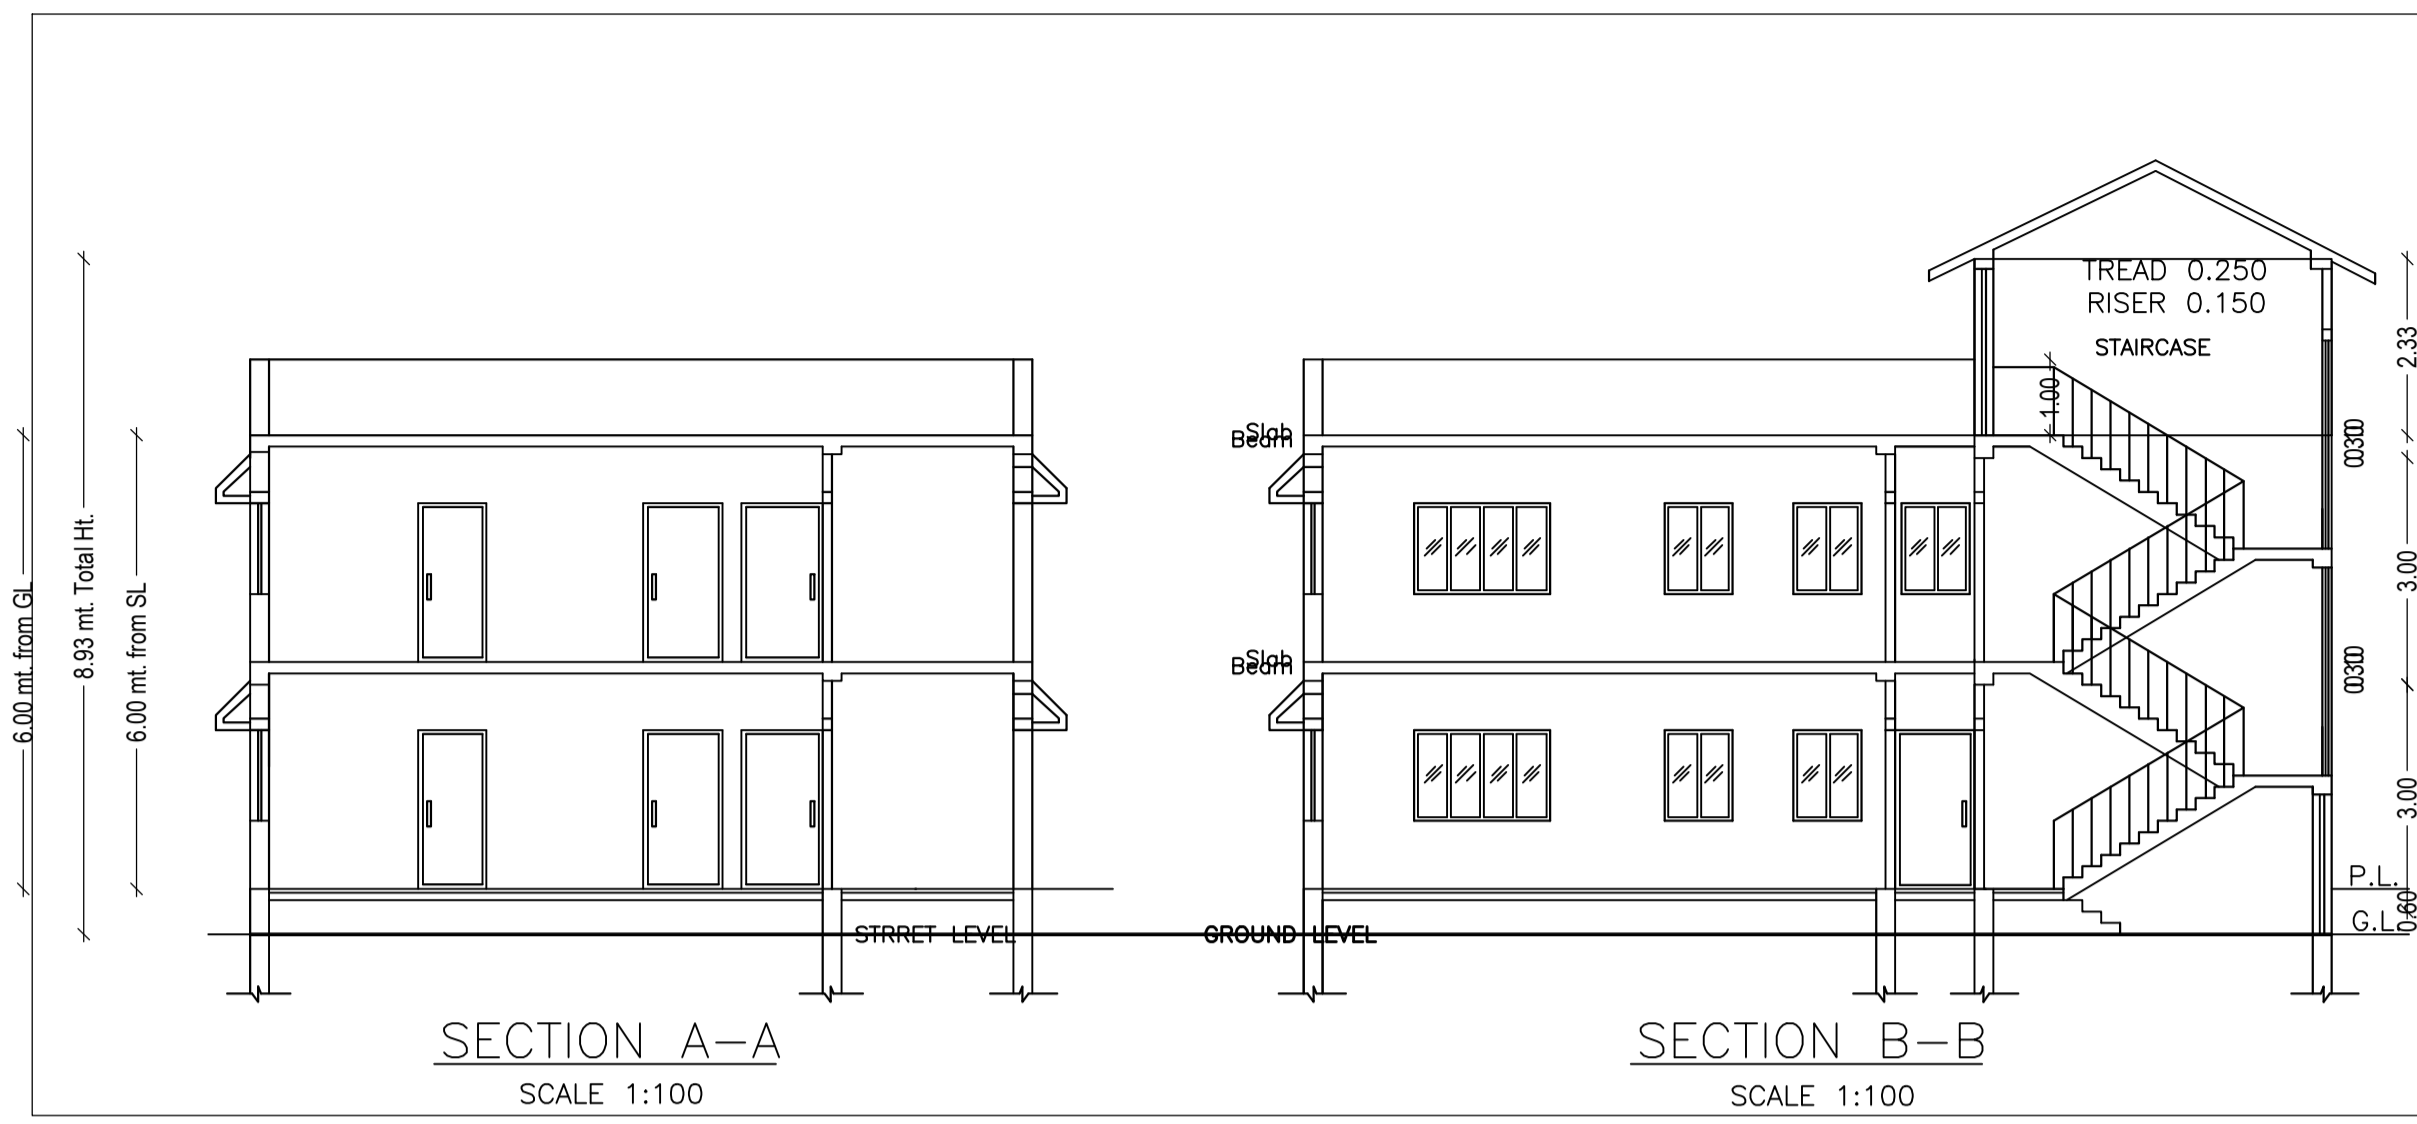 6.00 mt. from GL
8.93 mt. Total Ht.
6.00 mt. from SL
TREAD 0.250
RISER 0.150
STAIRCASE
1.00
2.33
Slab
Beam
3.00
Slab
Beam
3.00
P.L.
0.60
G.L.
STRRET LEVEL
GROUND LEVEL
SECTION A-A
SCALE 1:100
SECTION B-B
SCALE 1:100